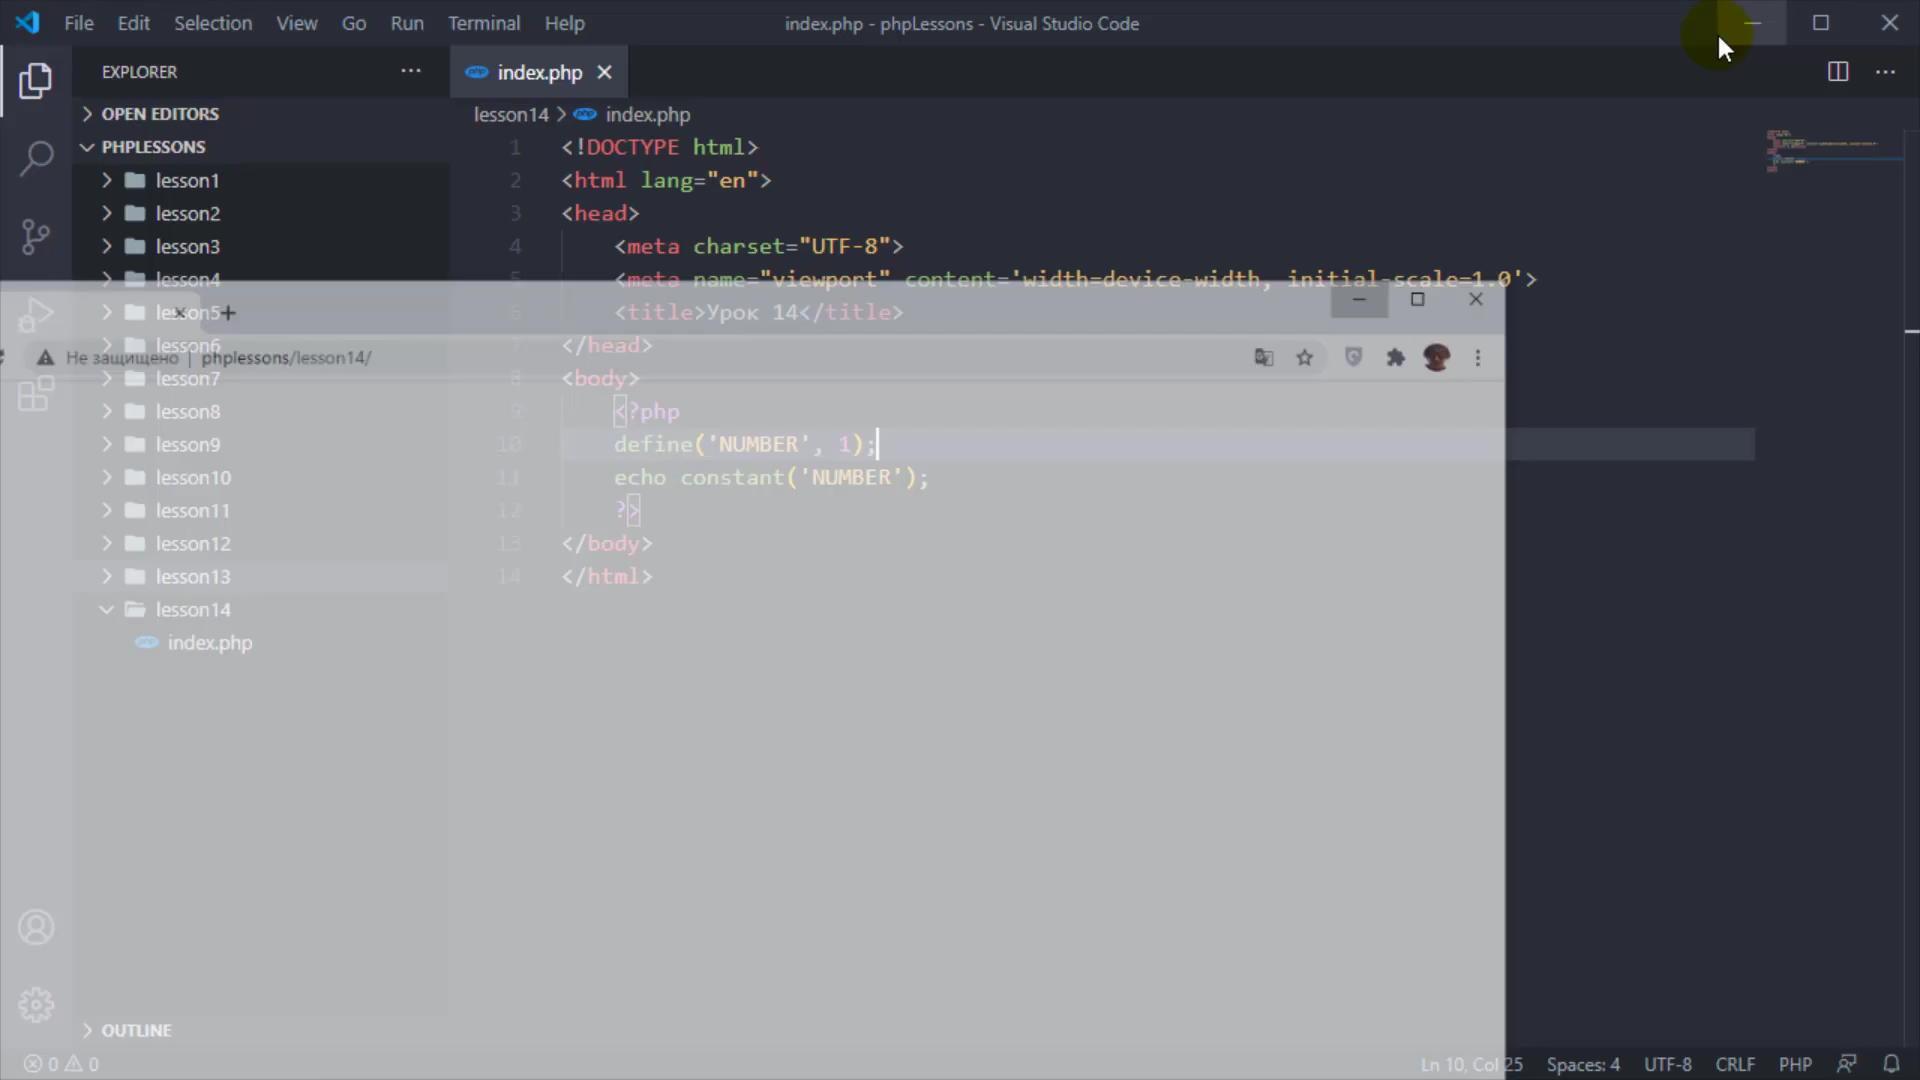 File Edit Selection View Go Run Terminal Help
index.php - phpLessons - Visual Studio Code
EXPLORER
index.php
OPEN EDITORS
lesson14 > index.php
PHPLESSONS
1 <!DOCTYPE html>
lesson1
2 <html lang="en">
lesson2
3 <head>
lesson3
4 <meta charset="UTF-8">
lesson4
5 <meta name="viewport" content='width=device-width, initial-scale=1.0'>
lesson5
6 <title>Урок 14</title>
lesson6
</head>
Не защищено | phplessons/lesson14/
lesson7
8 <body>
lesson8
9 <?php
lesson9
10 define('NUMBER', 1);
lesson10
11 echo constant('NUMBER');
lesson11
12 ?>
lesson12
13 </body>
lesson13
14 </html>
lesson14
index.php
OUTLINE
0 0
Ln 10, Col 25 Spaces: 4 UTF-8 CRLF PHP